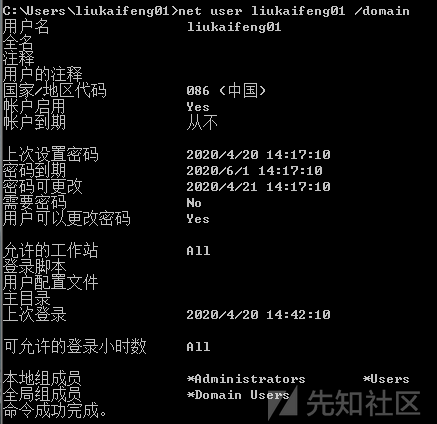 C:\Users\liukaifeng01>net user liukaifeng01 /domain
用户名 liukaifeng01
全名
注释
用户的注释
国家/地区代码 086 (中国)
帐户启用 Yes
帐户到期 从不
上次设置密码 2020/4/20 14:17:10
密码到期 2020/6/1 14:17:10
密码可更改 2020/4/21 14:17:10
需要密码 No
用户可以更改密码 Yes
允许的工作站 All
登录脚本
用户配置文件
主目录
上次登录 2020/4/20 14:42:10
可允许的登录小时数 All
本地组成员 *Administrators *Users
全局组成员 *Domain Users
命令成功完成。
先知社区